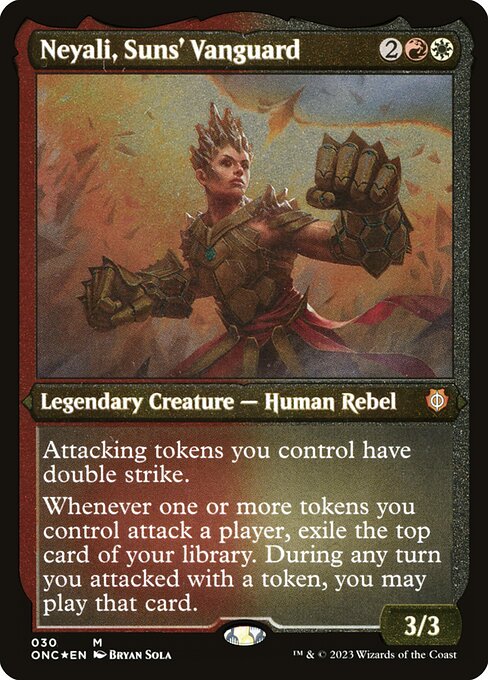 Neyali, Suns' Vanguard 2
Legendary Creature — Human Rebel
Attacking tokens you control have
double strike.
Whenever one or more tokens you
control attack a player, exile the top
card of your library. During any turn
you attacked with a token, you may
play that card.
3/3
030 M
ONC★EN Bryan Sola
™ & © 2023 Wizards of the Coast